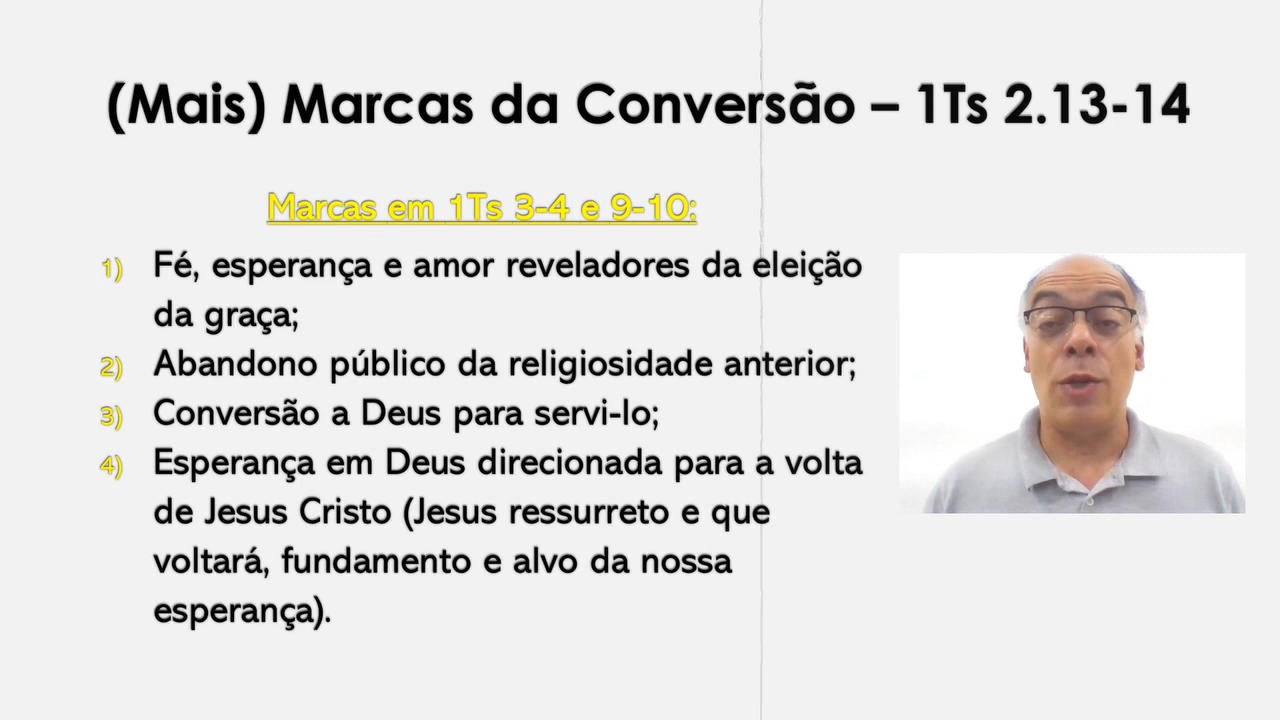 (Mais) Marcas da Conversão – 1Ts 2.13-14
Marcas em 1Ts 3-4 e 9-10:
1) Fé, esperança e amor reveladores da eleição
da graça;
2) Abandono público da religiosidade anterior;
3) Conversão a Deus para servi-lo;
4) Esperança em Deus direcionada para a volta
de Jesus Cristo (Jesus ressurreto e que
voltará, fundamento e alvo da nossa
esperança).